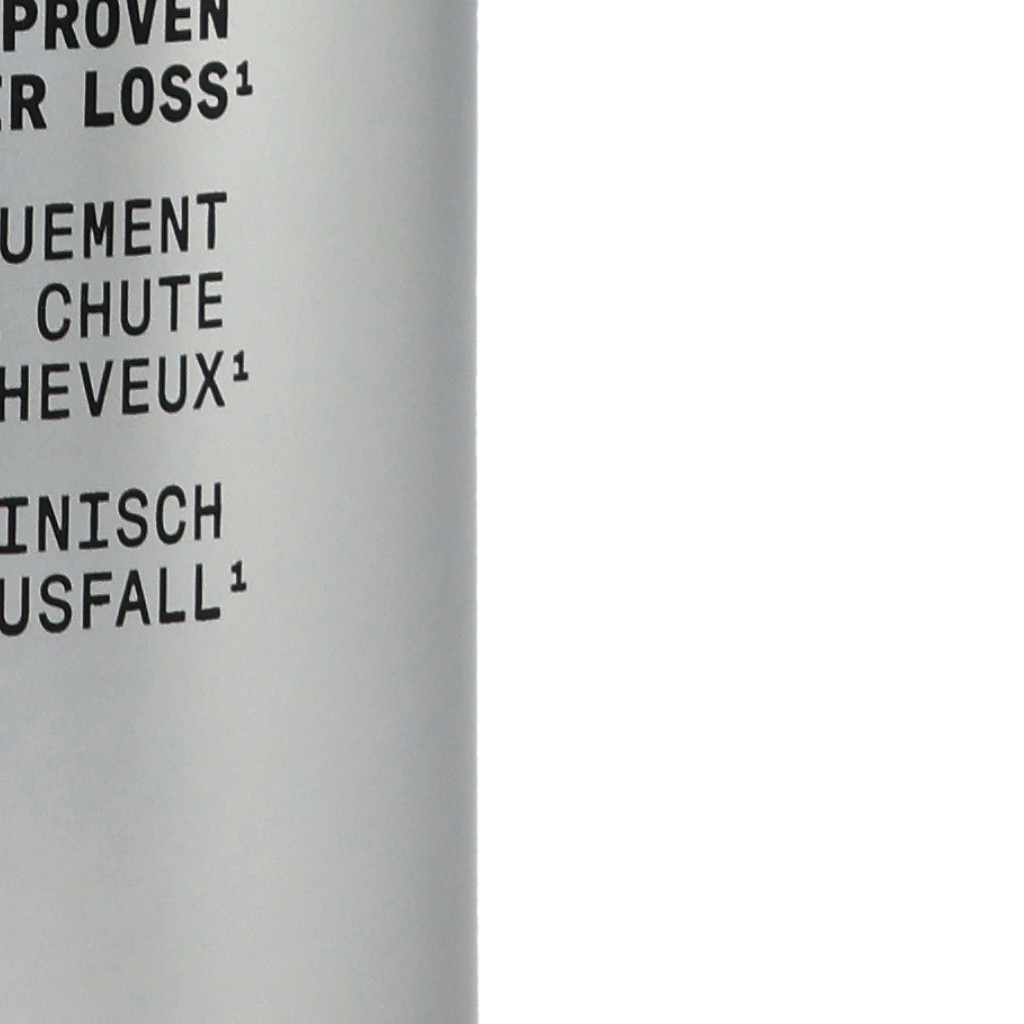 PROVEN
ER LOSS¹
UEMENT
CHUTE
HEVEUX¹
INISCH
USFALL¹